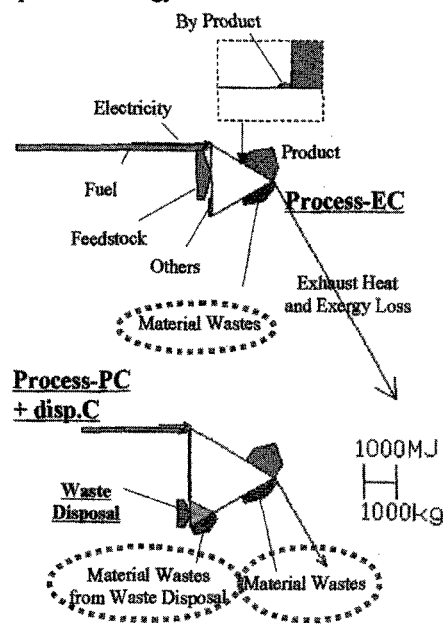 By Product
Electricity
Product
Fuel
Process-EC
Feedstock
Others
Exhaust Heat
and Exergy Loss
Material Wastes
Process-PC
+ disp.C
1000MJ
1000kg
Waste
Disposal
Material Wastes
from Waste Disposal
Material Wastes